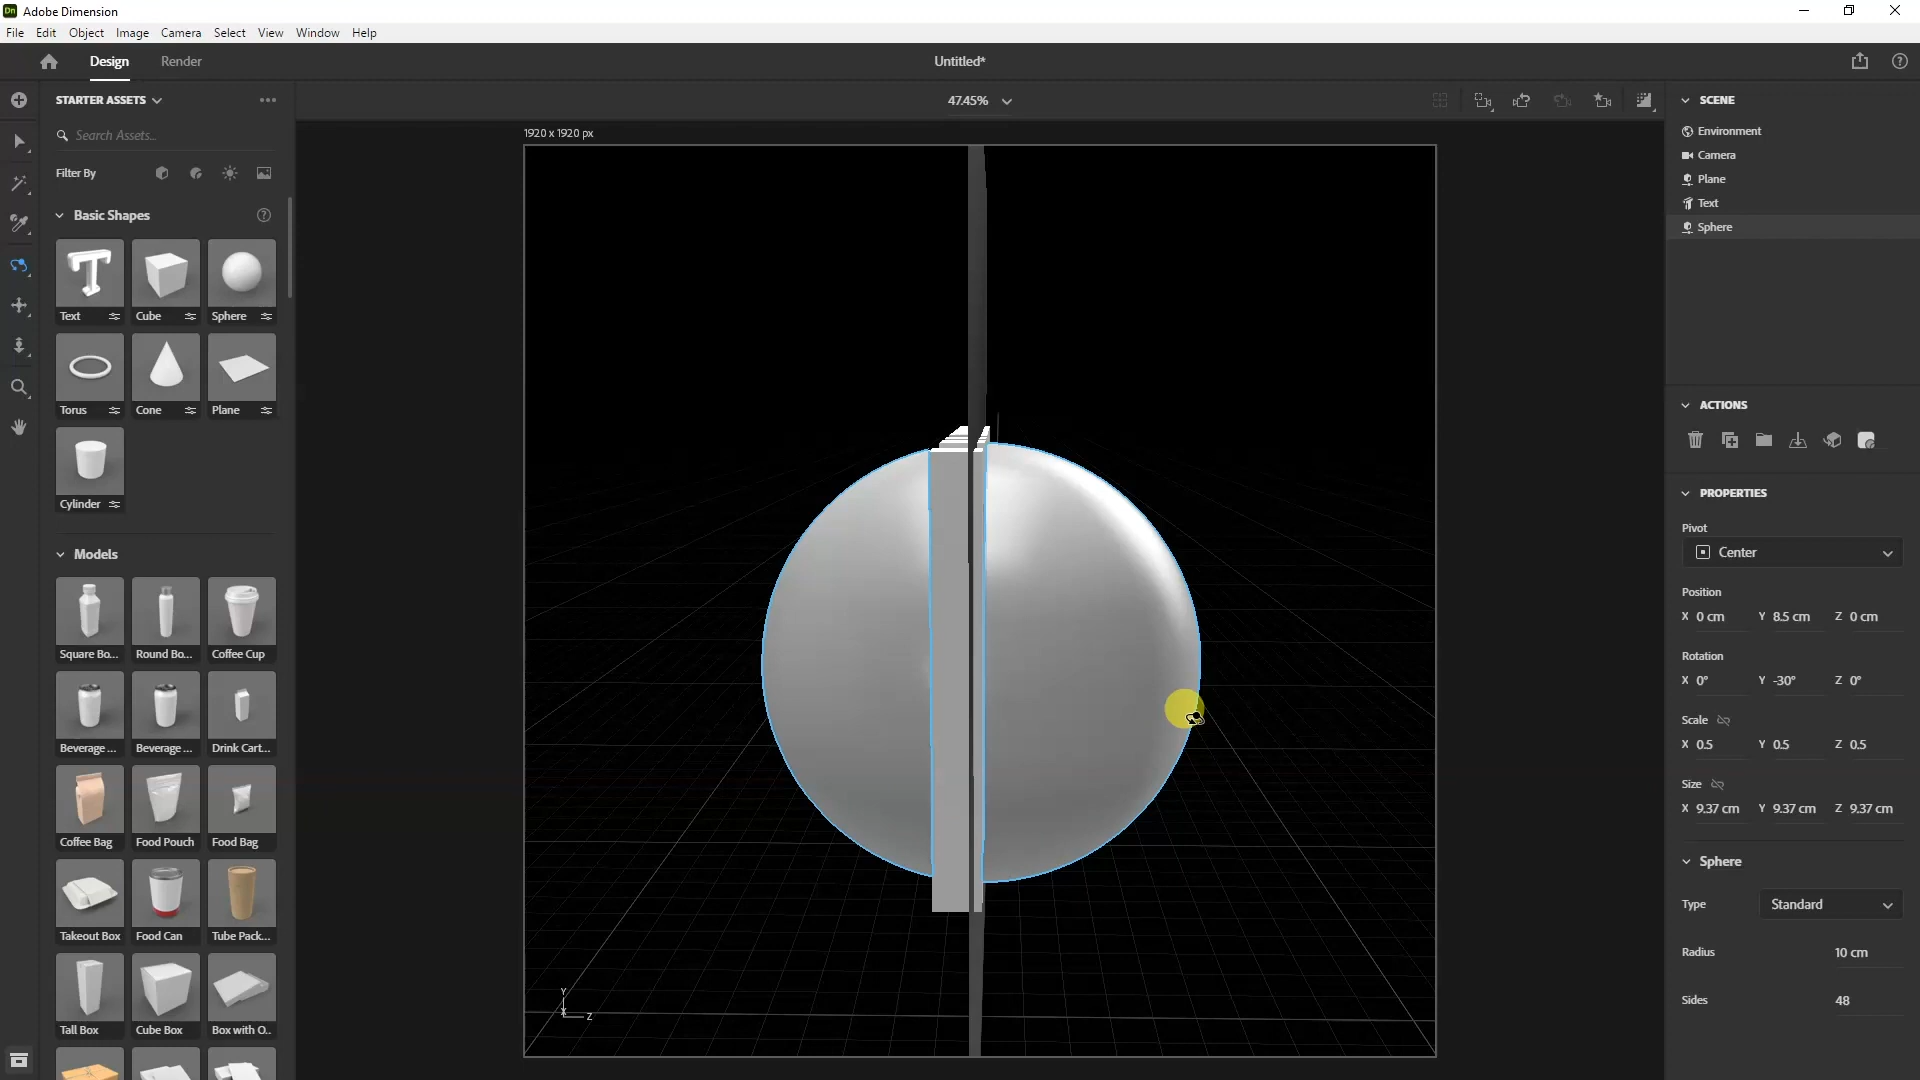 Dn Adobe Dimension
File Edit Object Image Camera Select View Window Help
Design Render Untitled*
STARTER ASSETS
47.45%
Search Assets...
1920 x 1920 px
Filter By
Basic Shapes
Text Cube Sphere
Torus Cone Plane
Cylinder
Models
Square Bo... Round Bo... Coffee Cup
Beverage ... Beverage ... Drink Cart...
Coffee Bag Food Pouch Food Bag
Takeout Box Food Can Tube Pack...
Tall Box Cube Box Box with O..
Y
X Z
SCENE
Environment
Camera
Plane
Text
Sphere
ACTIONS
PROPERTIES
Pivot
Center
Position
X 0 cm Y 8.5 cm Z 0 cm
Rotation
X 0° Y -30° Z 0°
Scale
X 0.5 Y 0.5 Z 0.5
Size
X 9.37 cm Y 9.37 cm Z 9.37 cm
Sphere
Type Standard
Radius 10 cm
Sides 48